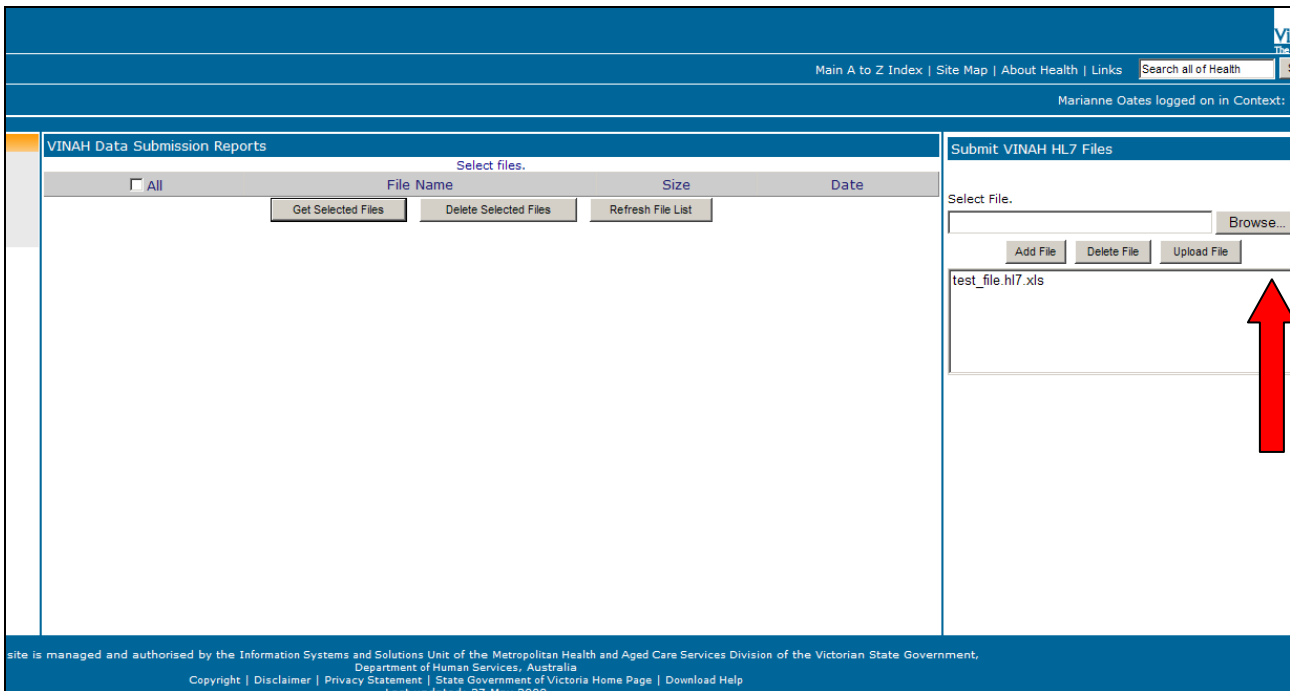 Vi
The
Main A to Z Index | Site Map | About Health | Links Search all of Health S
Marianne Oates logged on in Context:
VINAH Data Submission Reports
Select files.
All File Name Size Date
Get Selected Files Delete Selected Files Refresh File List
Submit VINAH HL7 Files
Select File.
Browse...
Add File Delete File Upload File
test_file.hl7.xls
site is managed and authorised by the Information Systems and Solutions Unit of the Metropolitan Health and Aged Care Services Division of the Victorian State Government,
Department of Human Services, Australia
Copyright | Disclaimer | Privacy Statement | State Government of Victoria Home Page | Download Help